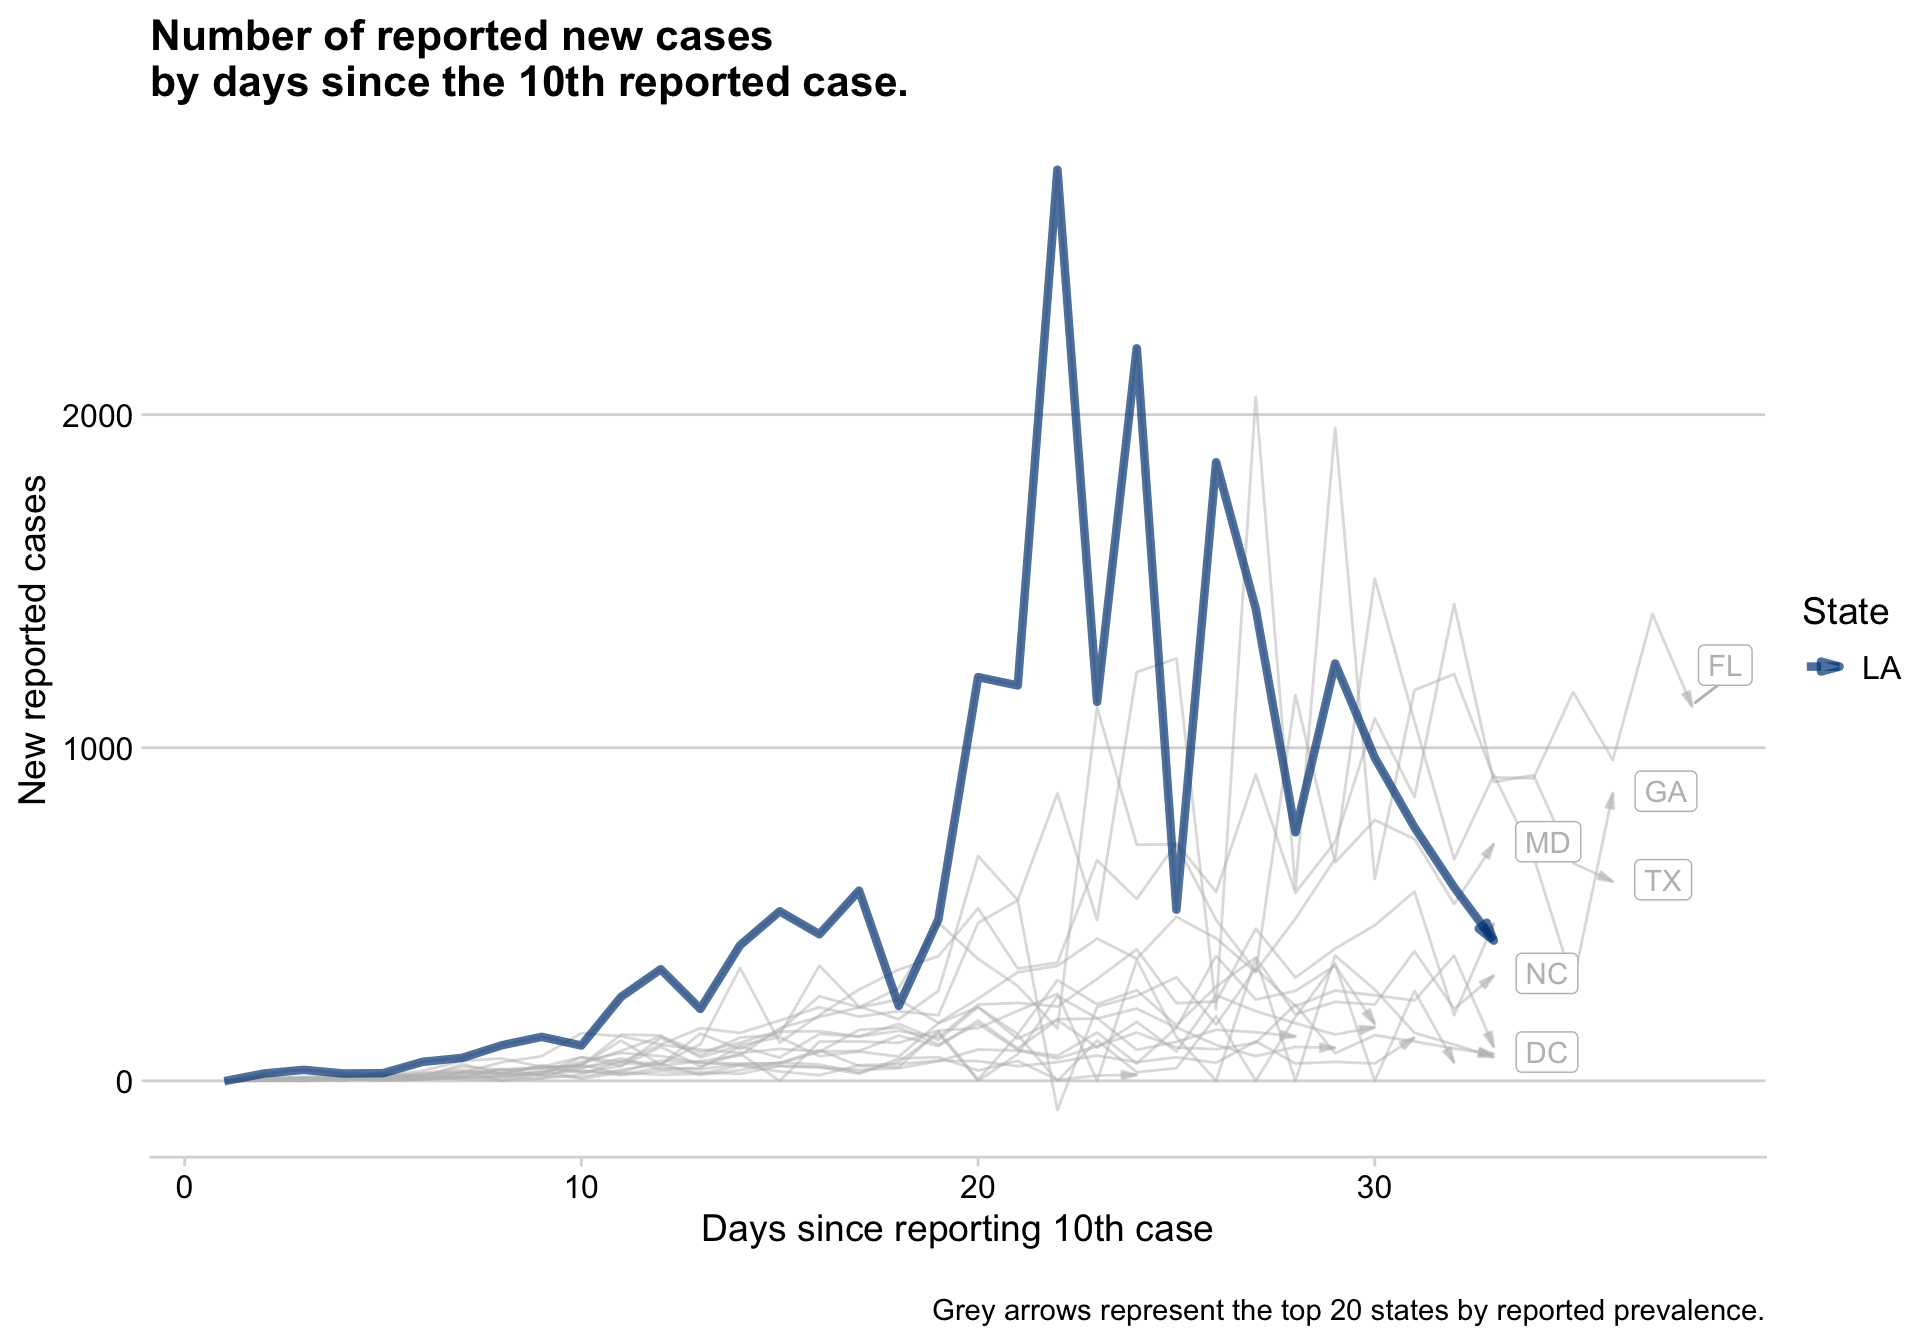 Number of reported new cases
by days since the 10th reported case.
New reported cases
2000
1000
0
0
10
20
30
Days since reporting 10th case
FL
GA
MD
TX
NC
DC
State
LA
Grey arrows represent the top 20 states by reported prevalence.